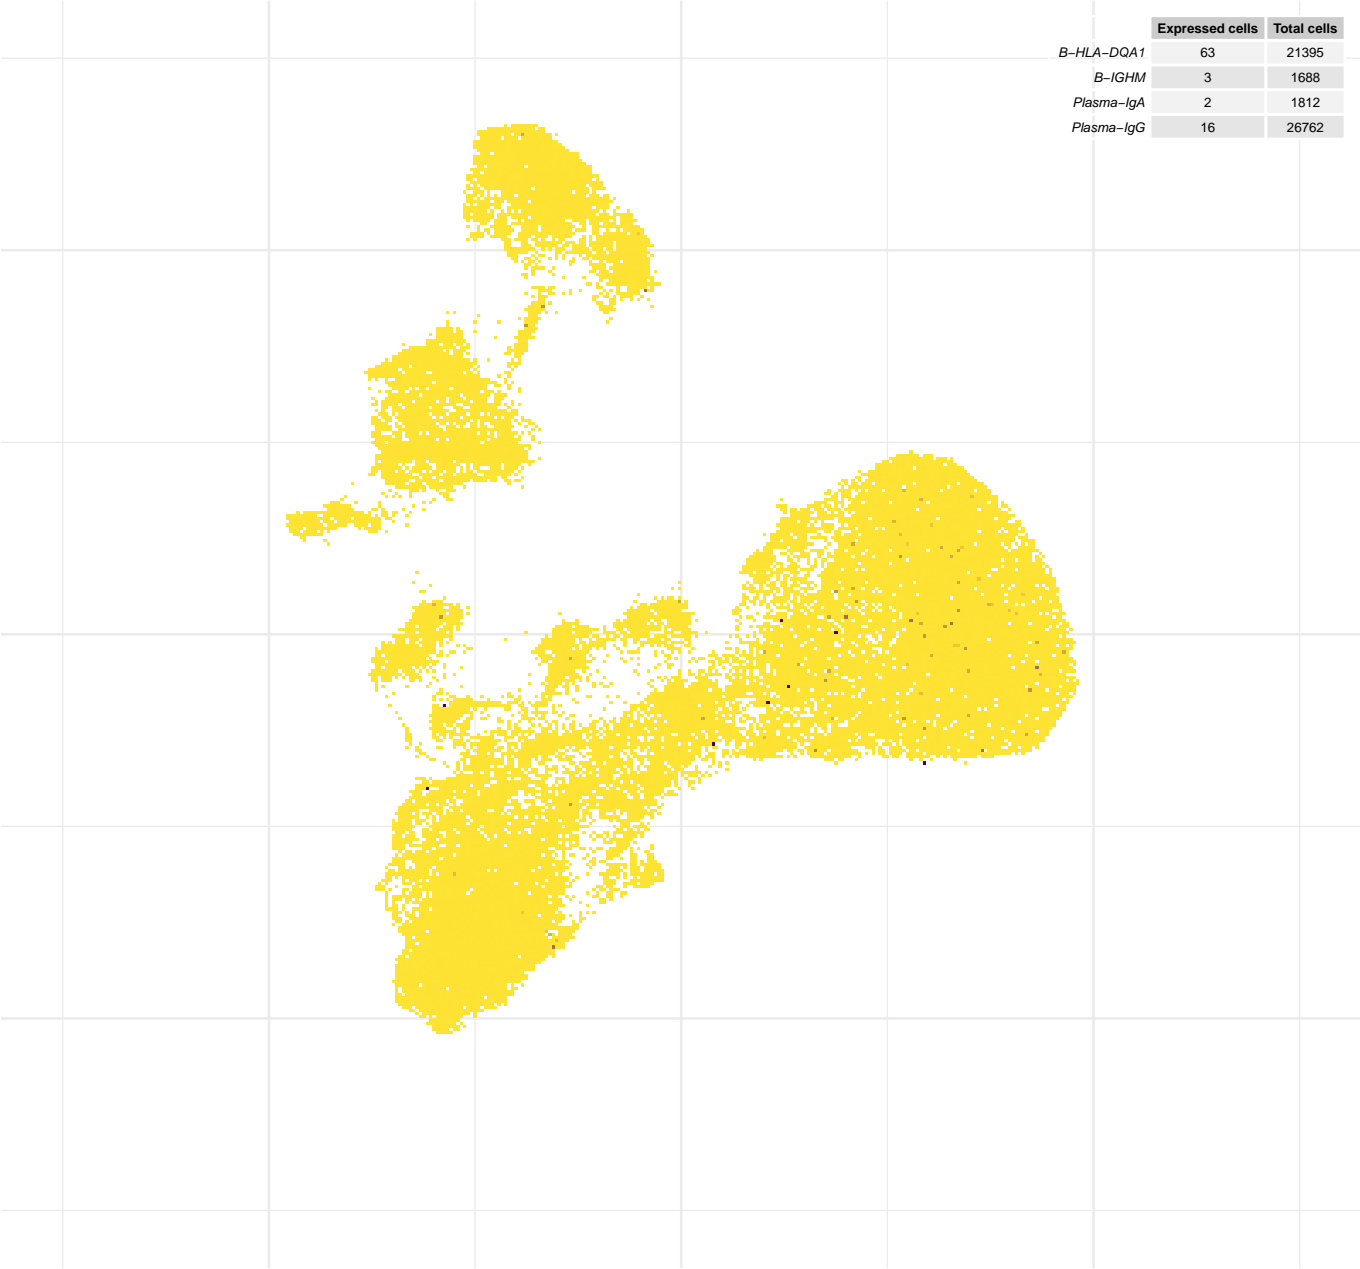 Expressed cells Total cells
B−HLA−DQA1 63 21395
B−IGHM 3 1688
Plasma−IgA 2 1812
Plasma−IgG 16 26762